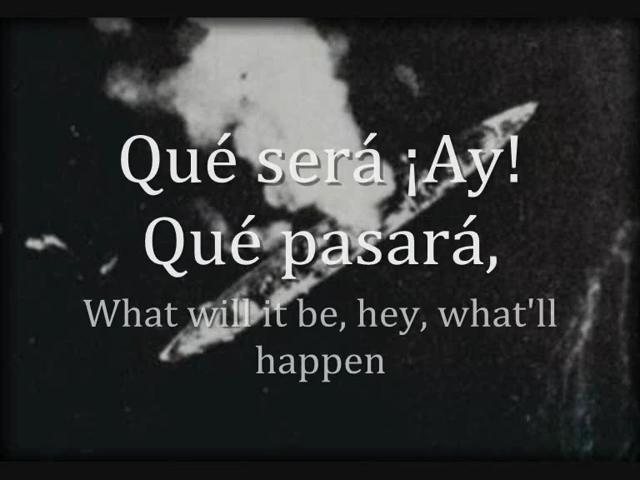 Qué será ¡Ay!
Qué pasará,
What will it be, hey, what'll
happen